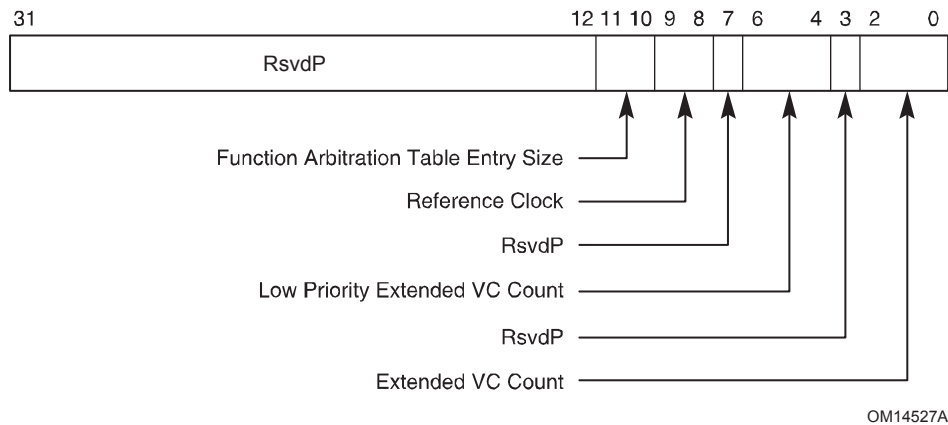 31 12 11 10 9 8 7 6 4 3 2 0
RsvdP
Function Arbitration Table Entry Size
Reference Clock
RsvdP
Low Priority Extended VC Count
RsvdP
Extended VC Count
OM14527A